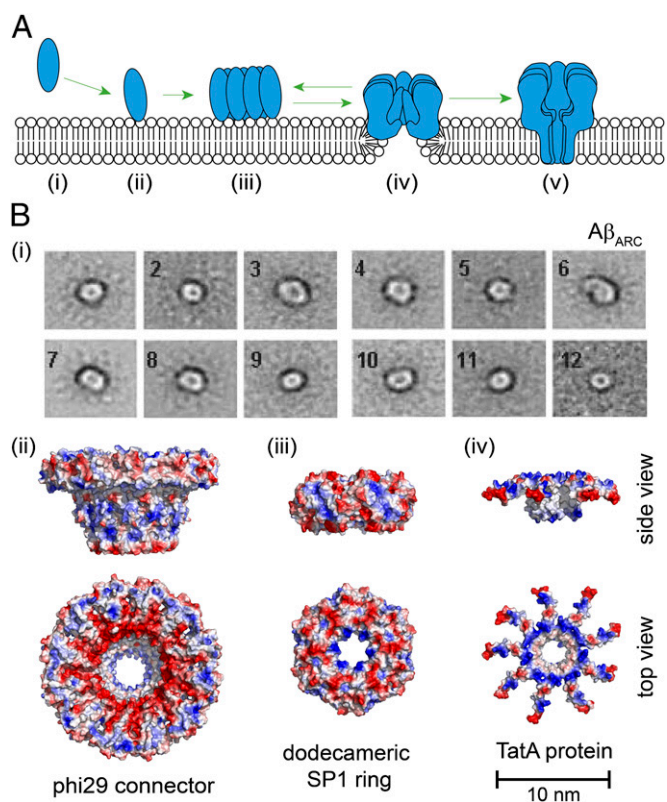 A
(i)
(ii)
(iii)
(iv)
(v)
B
(i)
Aβ_ARC
2
3
4
5
6
7
8
9
10
11
12
(ii)
(iii)
(iv)
side view
top view
phi29 connector
dodecameric
SP1 ring
TatA protein
10 nm